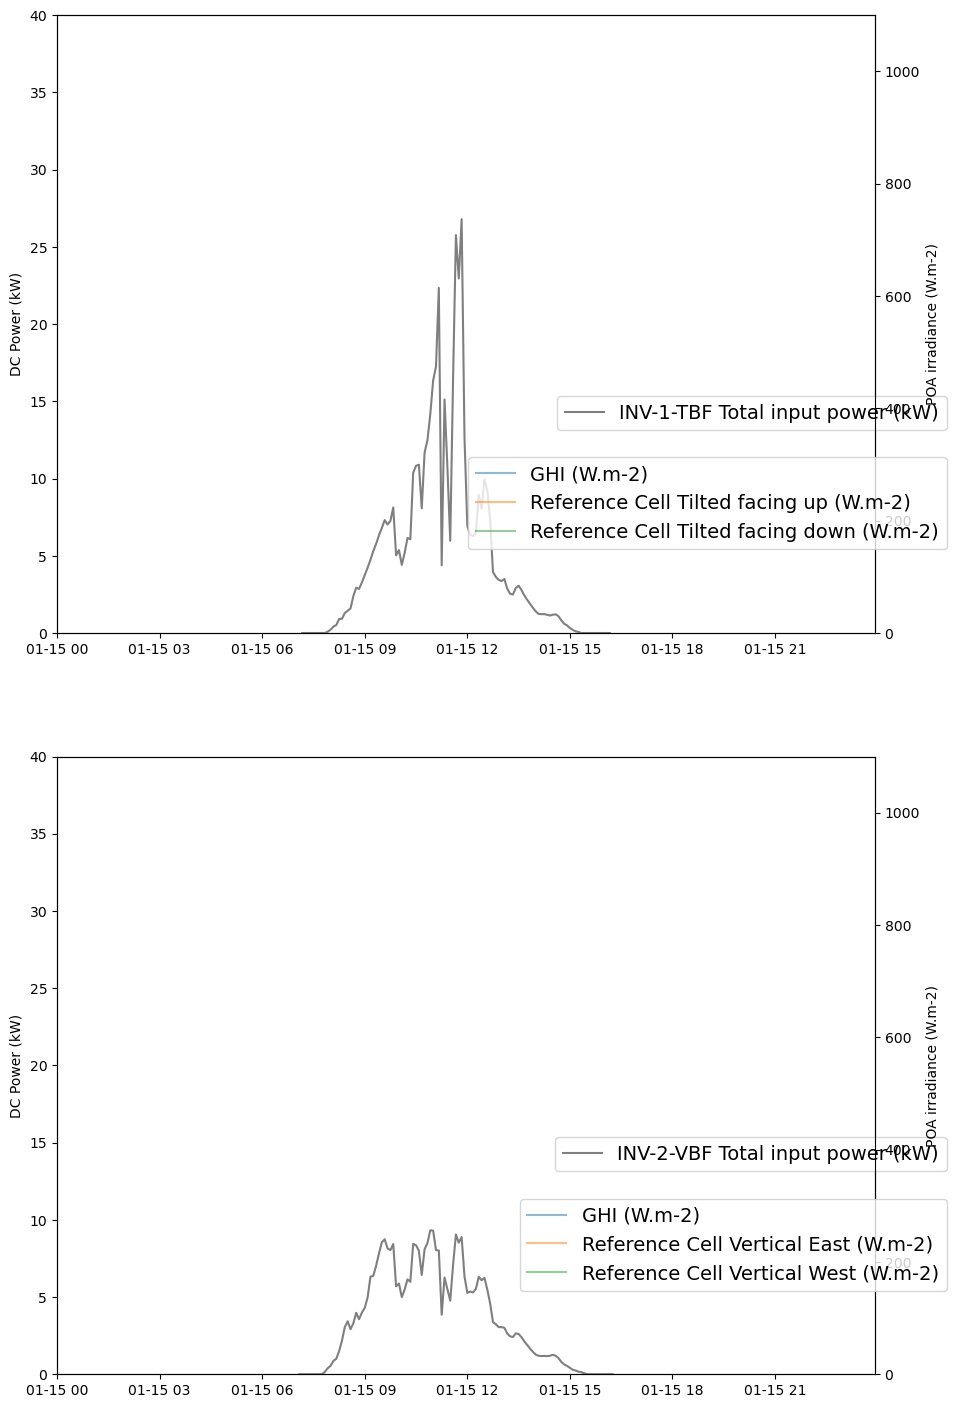 40
35
30
25
20
15
10
5
0
DC Power (kW)
1000
800
600
400
200
0
POA irradiance (W.m-2)
INV-1-TBF Total input power (kW)
GHI (W.m-2)
Reference Cell Tilted facing up (W.m-2)
Reference Cell Tilted facing down (W.m-2)
01-15 00 01-15 03 01-15 06 01-15 09 01-15 12 01-15 15 01-15 18 01-15 21
40
35
30
25
20
15
10
5
0
DC Power (kW)
1000
800
600
400
200
0
POA irradiance (W.m-2)
INV-2-VBF Total input power (kW)
GHI (W.m-2)
Reference Cell Vertical East (W.m-2)
Reference Cell Vertical West (W.m-2)
01-15 00 01-15 03 01-15 06 01-15 09 01-15 12 01-15 15 01-15 18 01-15 21